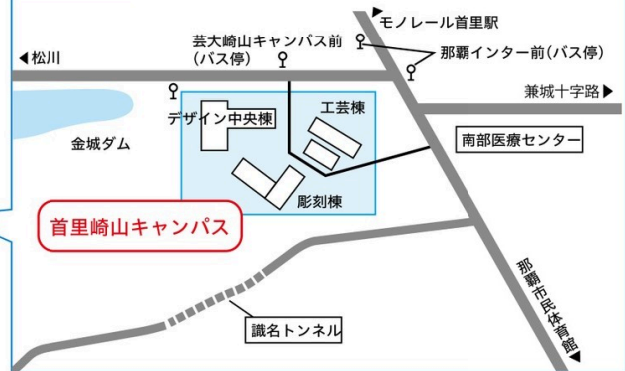 モノレール首里駅
芸大崎山キャンパス前
(バス停)
那覇インター前(バス停)
松川
兼城十字路
デザイン中央棟
工芸棟
金城ダム
南部医療センター
彫刻棟
首里崎山キャンパス
那覇市民体育館
識名トンネル